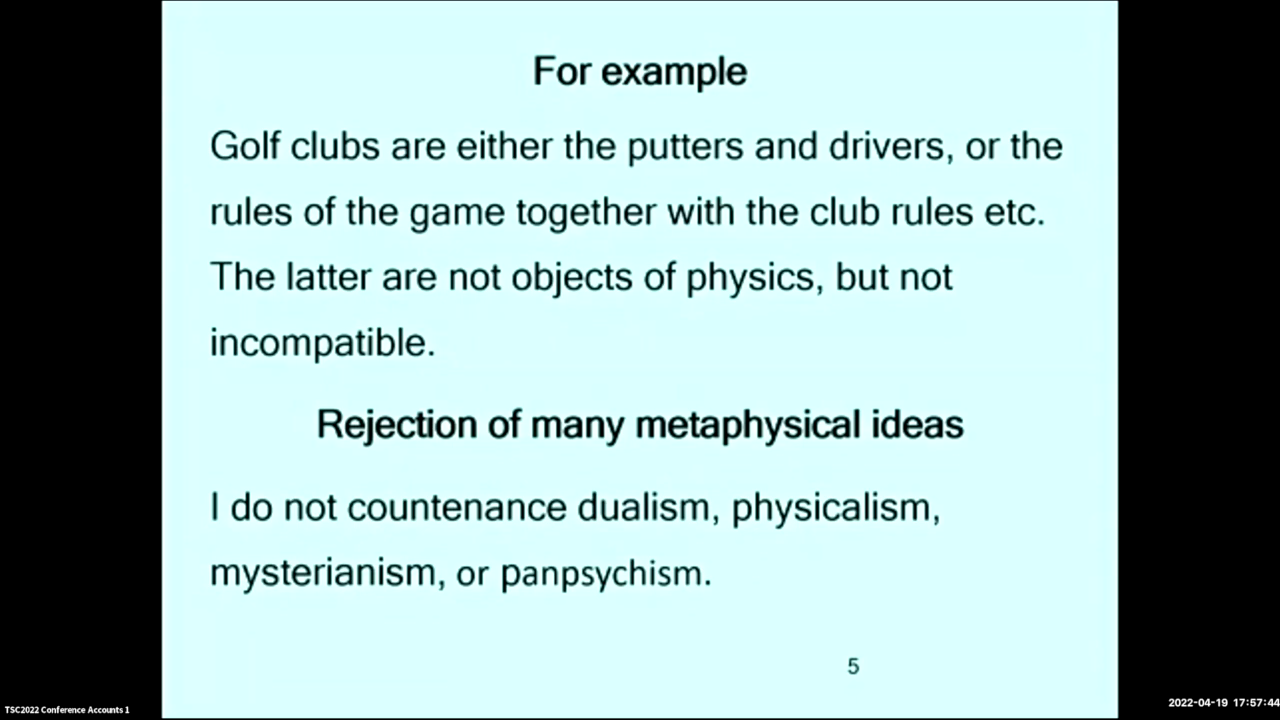 For example
Golf clubs are either the putters and drivers, or the
rules of the game together with the club rules etc.
The latter are not objects of physics, but not
incompatible.
Rejection of many metaphysical ideas
I do not countenance dualism, physicalism,
mysterianism, or panpsychism.
5
TSC2022 Conference Accounts 1
2022-04-19 17:57:44